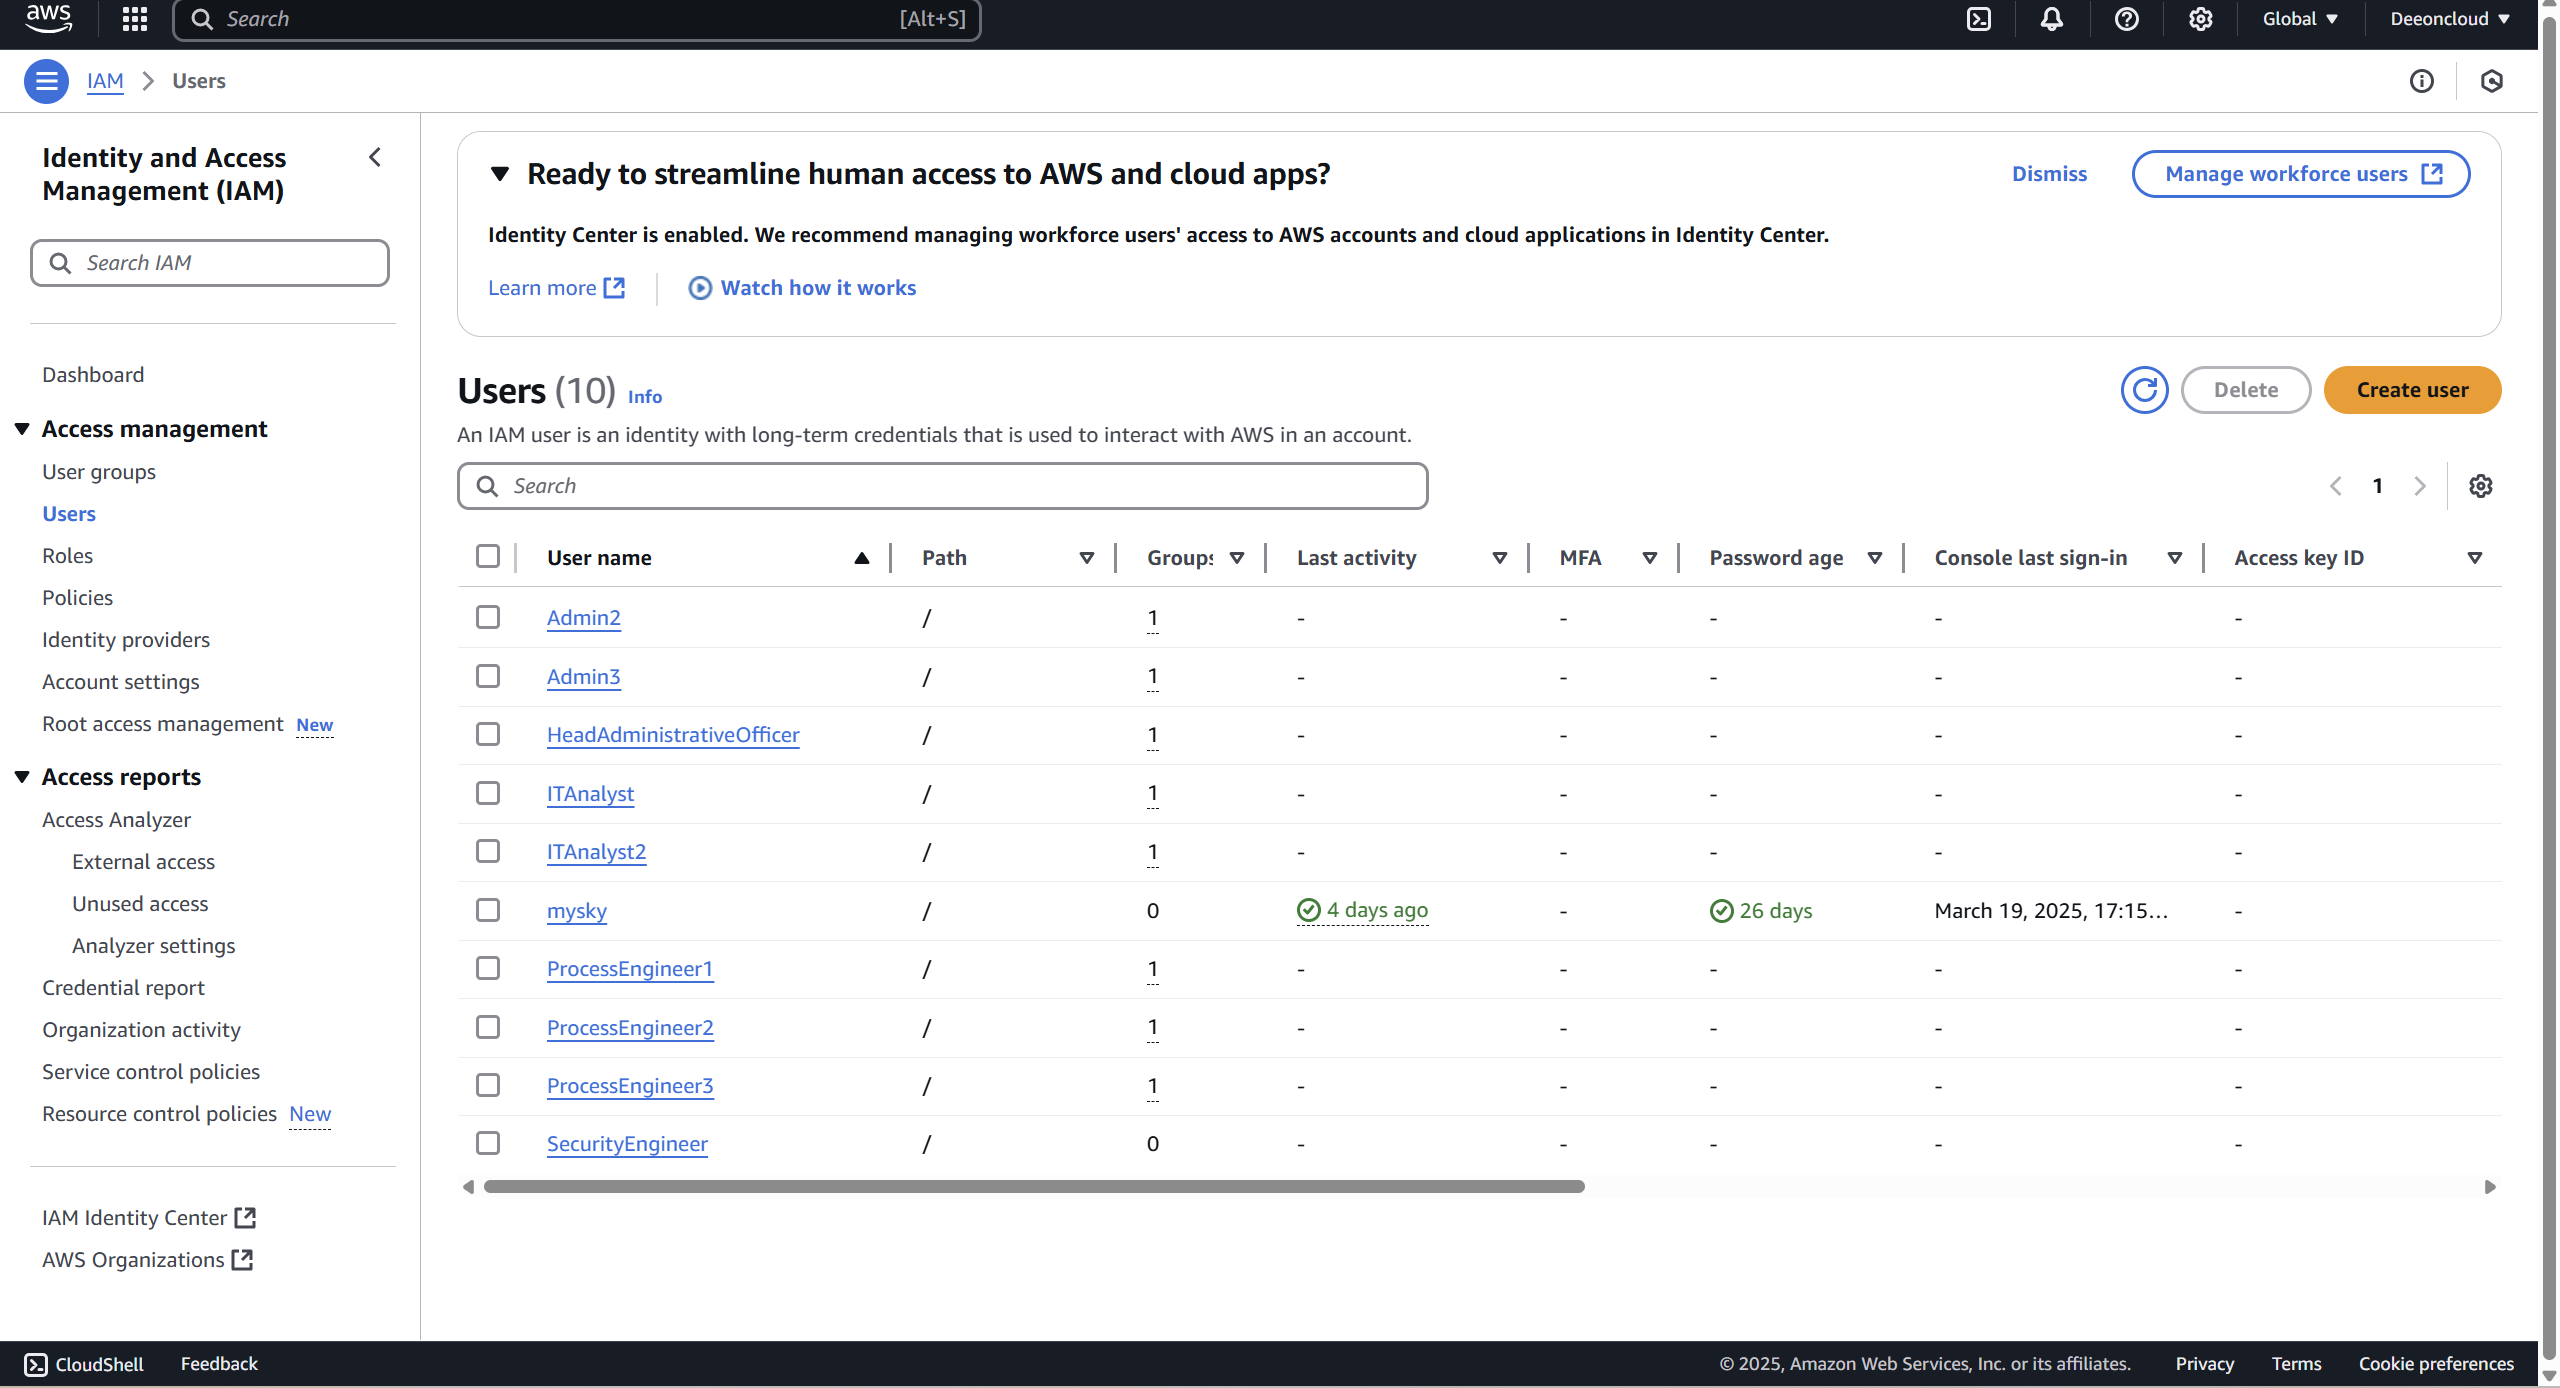 aws
Search [Alt+S]
Global Deeoncloud
IAM Users
Identity and Access
Management (IAM)
Search IAM
Dashboard
Access management
User groups
Users
Roles
Policies
Identity providers
Account settings
Root access management New
Access reports
Access Analyzer
External access
Unused access
Analyzer settings
Credential report
Organization activity
Service control policies
Resource control policies New
IAM Identity Center
AWS Organizations
Ready to streamline human access to AWS and cloud apps?
Dismiss
Manage workforce users
Identity Center is enabled. We recommend managing workforce users' access to AWS accounts and cloud applications in Identity Center.
Learn more Watch how it works
Users (10) Info
Delete Create user
An IAM user is an identity with long-term credentials that is used to interact with AWS in an account.
Search
1
User name Path Groups Last activity MFA Password age Console last sign-in Access key ID
Admin2 / 1 - - - - -
Admin3 / 1 - - - - -
HeadAdministrativeOfficer / 1 - - - - -
ITAnalyst / 1 - - - - -
ITAnalyst2 / 1 - - - - -
mysky / 0 4 days ago - 26 days March 19, 2025, 17:15... -
ProcessEngineer1 / 1 - - - - -
ProcessEngineer2 / 1 - - - - -
ProcessEngineer3 / 1 - - - - -
SecurityEngineer / 0 - - - - -
CloudShell Feedback © 2025, Amazon Web Services, Inc. or its affiliates. Privacy Terms Cookie preferences